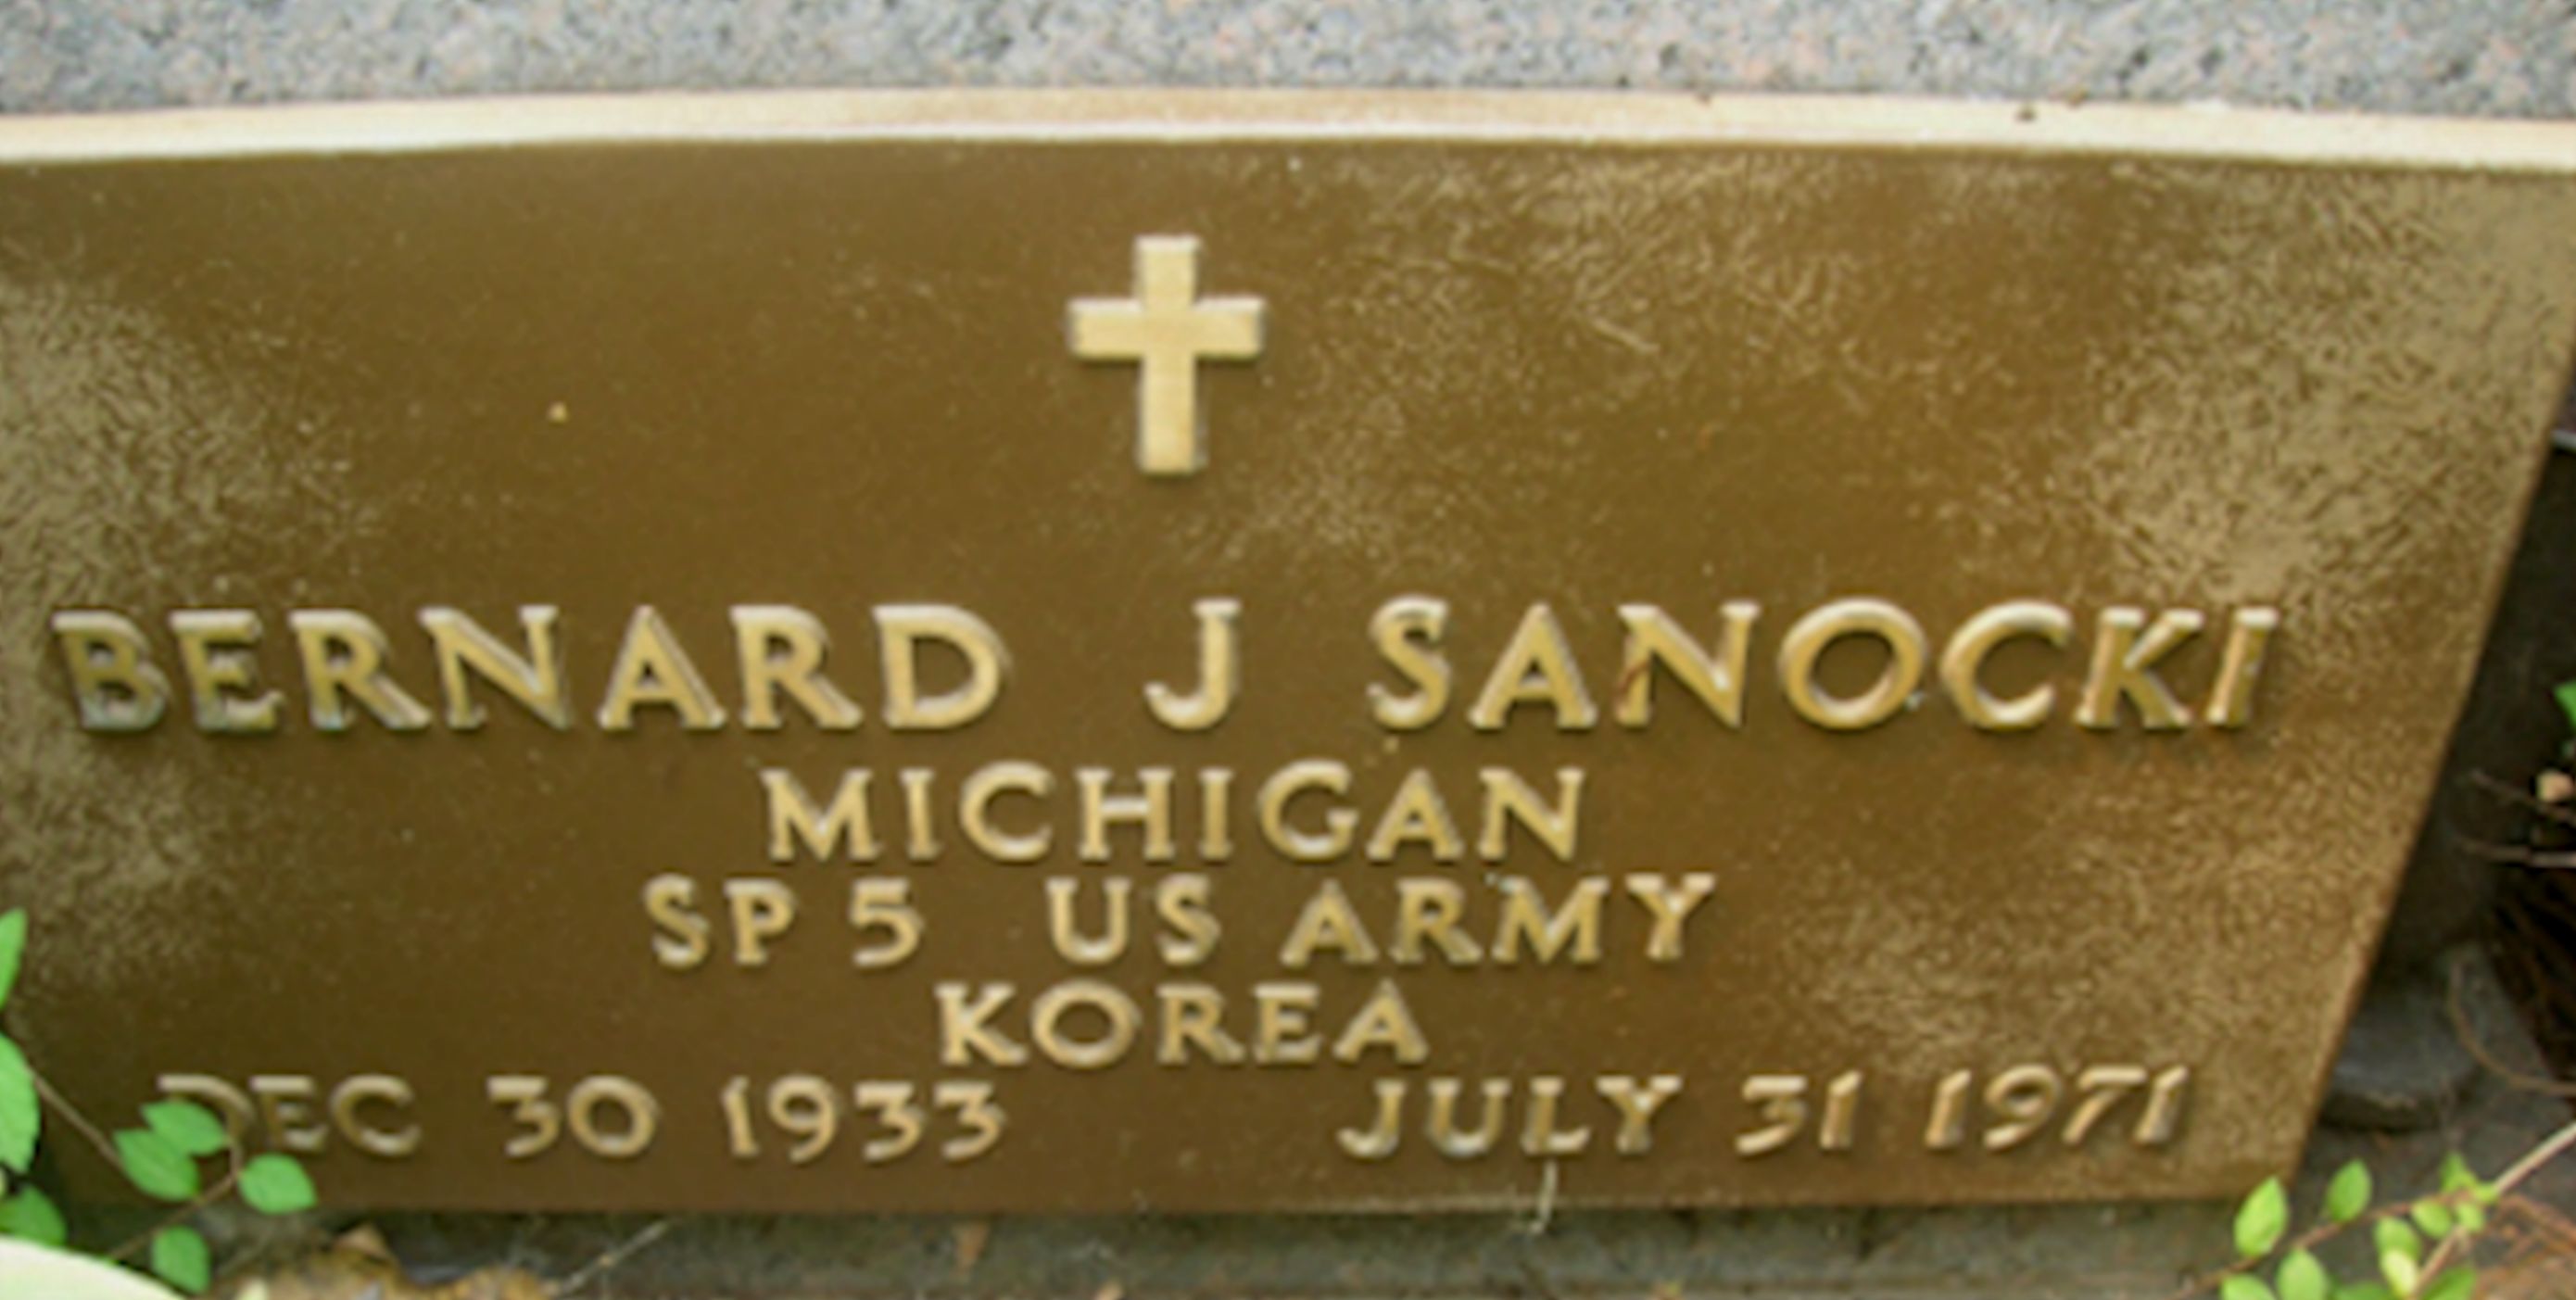 BERNARD J SANOCKI
MICHIGAN
SP 5 US ARMY
KOREA
DEC 30 1933 JULY 31 1971